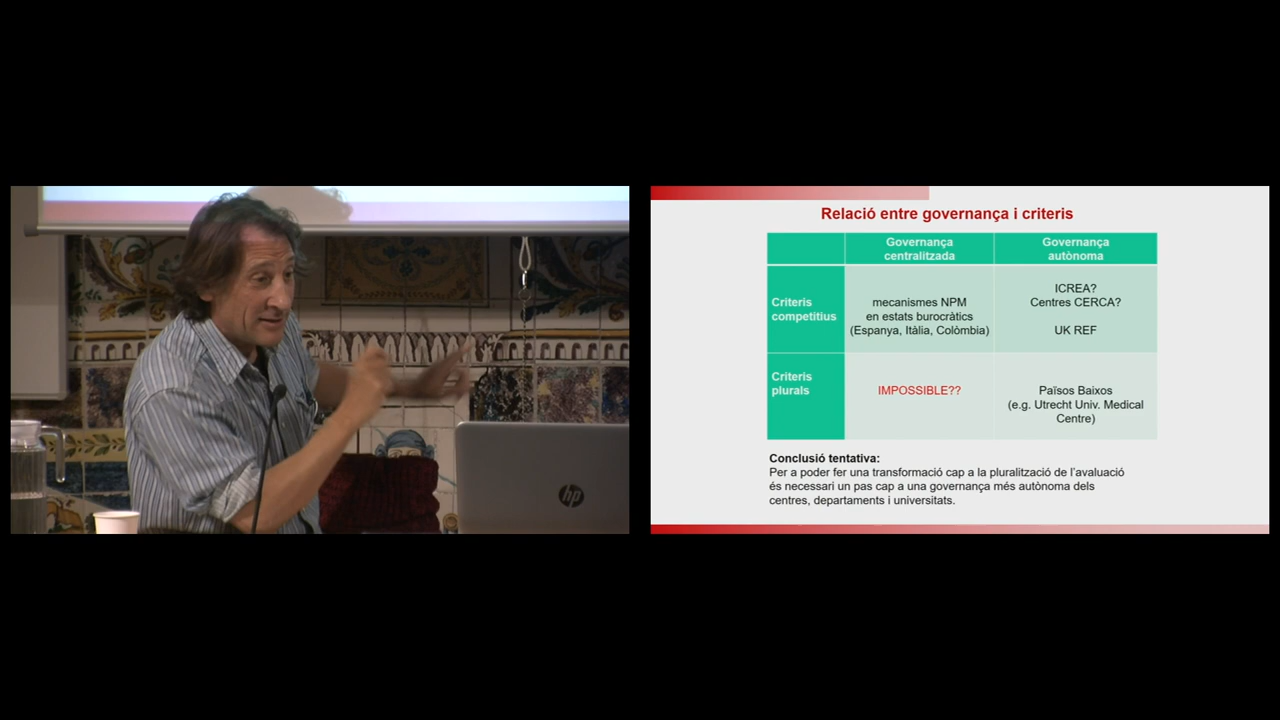 Relació entre governança i criteris
Governança
centralitzada
Governança
autònoma
Criteris
competitius
mecanismes NPM
en estats burocràtics
(Espanya, Itàlia, Colòmbia)
ICREA?
Centres CERCA?
UK REF
Criteris
plurals
IMPOSSIBLE??
Països Baixos
(e.g. Utrecht Univ. Medical
Centre)
Conclusió tentativa:
Per a poder fer una transformació cap a la pluralització de l'avaluació
és necessari un pas cap a una governança més autònoma dels
centres, departaments i universitats.
hp